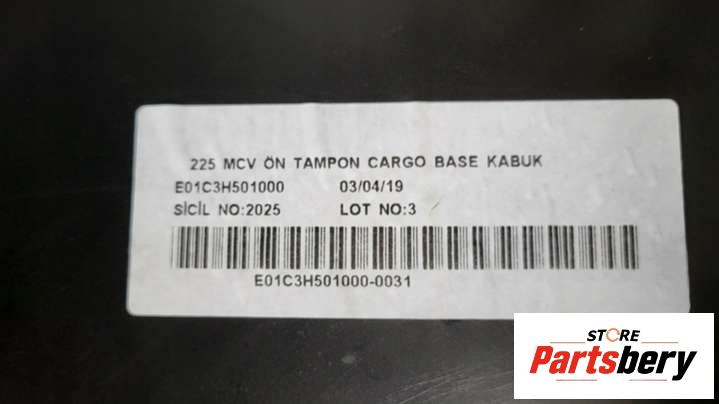 225 MCV ÖN TAMPON CARGO BASE KABUK
E01C3H501000 03/04/19
SİCİL NO:2025 LOT NO:3
E01C3H501000-0031
STORE
Partsbery